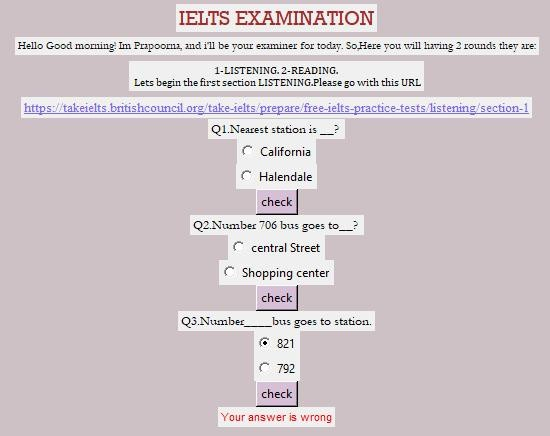 IELTS EXAMINATION
Hello Good morning! Im Prapoorna, and i'll be your examiner for today. So,Here you will having 2 rounds they are:
1-LISTENING. 2-READING.
Lets begin the first section LISTENING.Please go with this URL
https://takeielts.britishcouncil.org/take-ielts/prepare/free-ielts-practice-tests/listening/section-1
Q1.Nearest station is __?
California
Halendale
check
Q2.Number 706 bus goes to__?
central Street
Shopping center
check
Q3.Number____bus goes to station.
821
792
check
Your answer is wrong